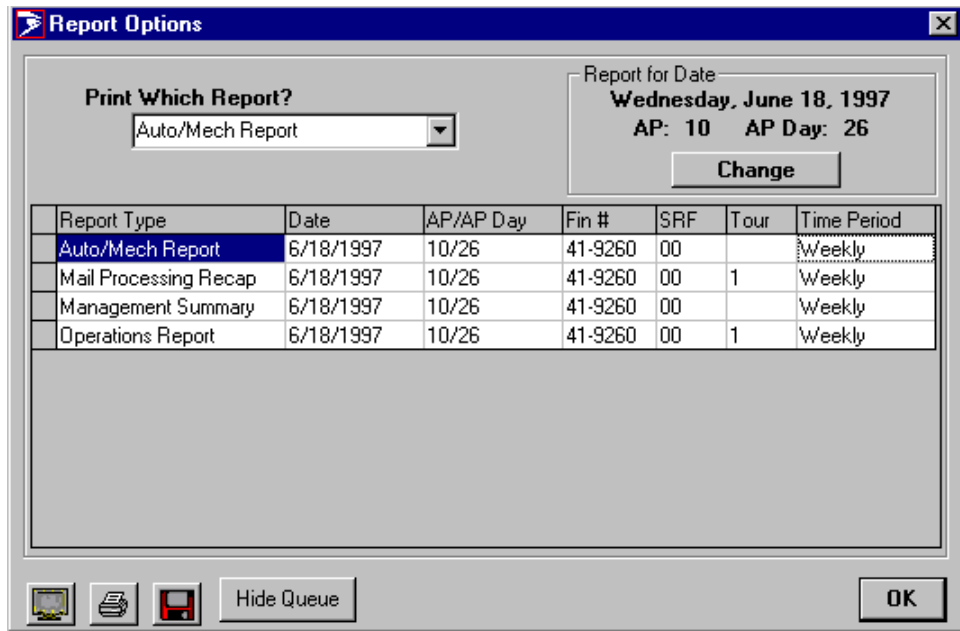 Report Options
Print Which Report?
Auto/Mech Report
Report for Date
Wednesday, June 18, 1997
AP: 10 AP Day: 26
Change
Report Type Date AP/AP Day Fin # SRF Tour Time Period
Auto/Mech Report 6/18/1997 10/26 41-9260 00 Weekly
Mail Processing Recap 6/18/1997 10/26 41-9260 00 1 Weekly
Management Summary 6/18/1997 10/26 41-9260 00 Weekly
Operations Report 6/18/1997 10/26 41-9260 00 1 Weekly
Hide Queue
OK